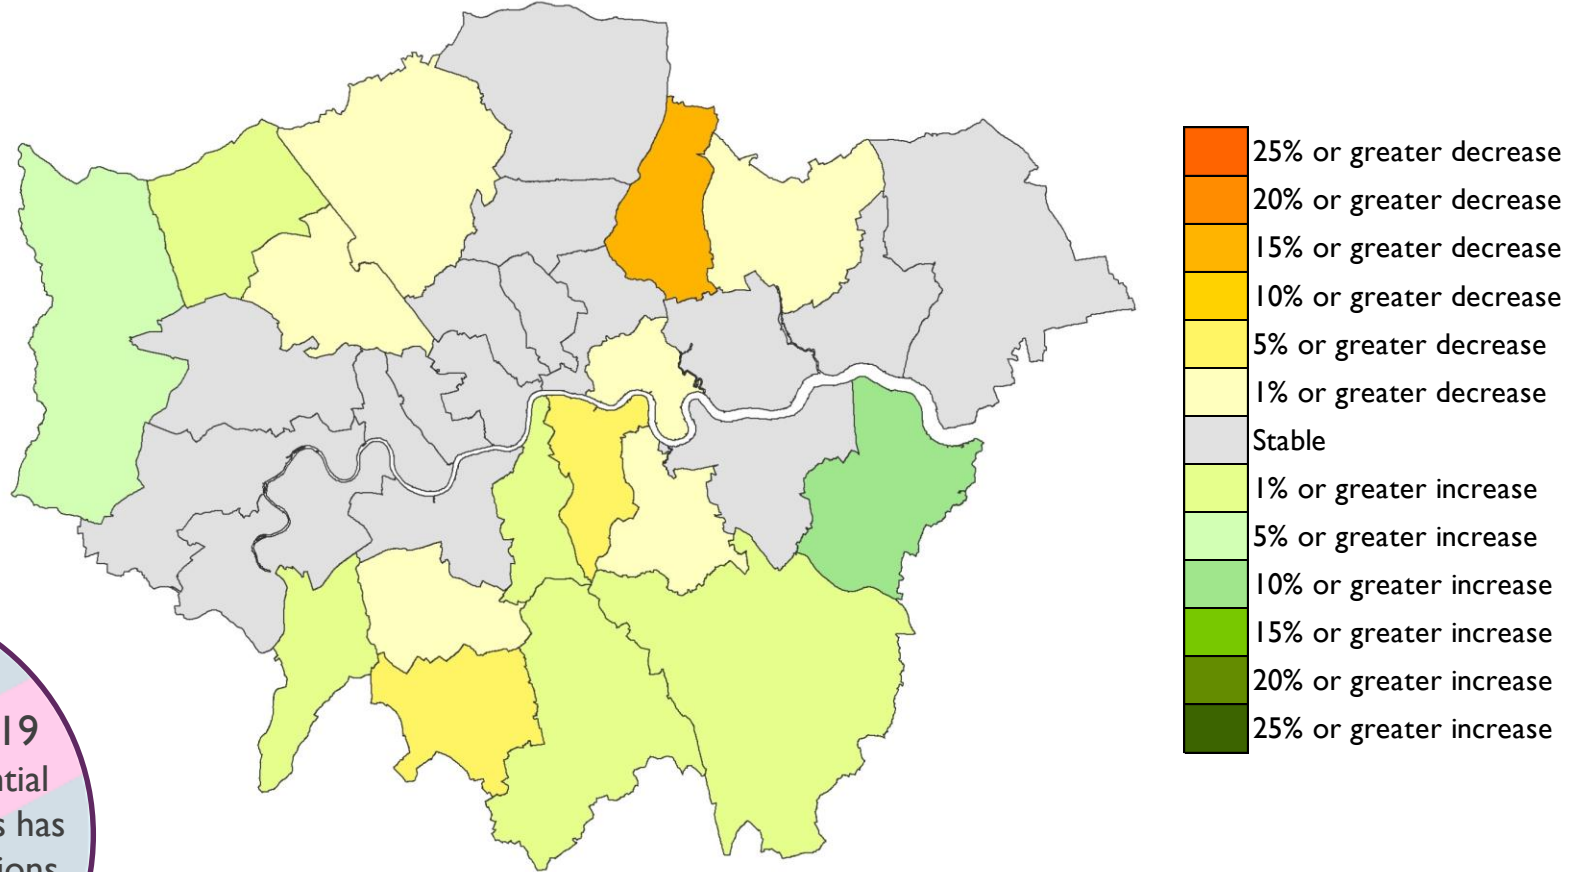 25% or greater decrease
20% or greater decrease
15% or greater decrease
10% or greater decrease
5% or greater decrease
1% or greater decrease
Stable
1% or greater increase
5% or greater increase
10% or greater increase
15% or greater increase
20% or greater increase
25% or greater increase
19
ntial
s has
ions